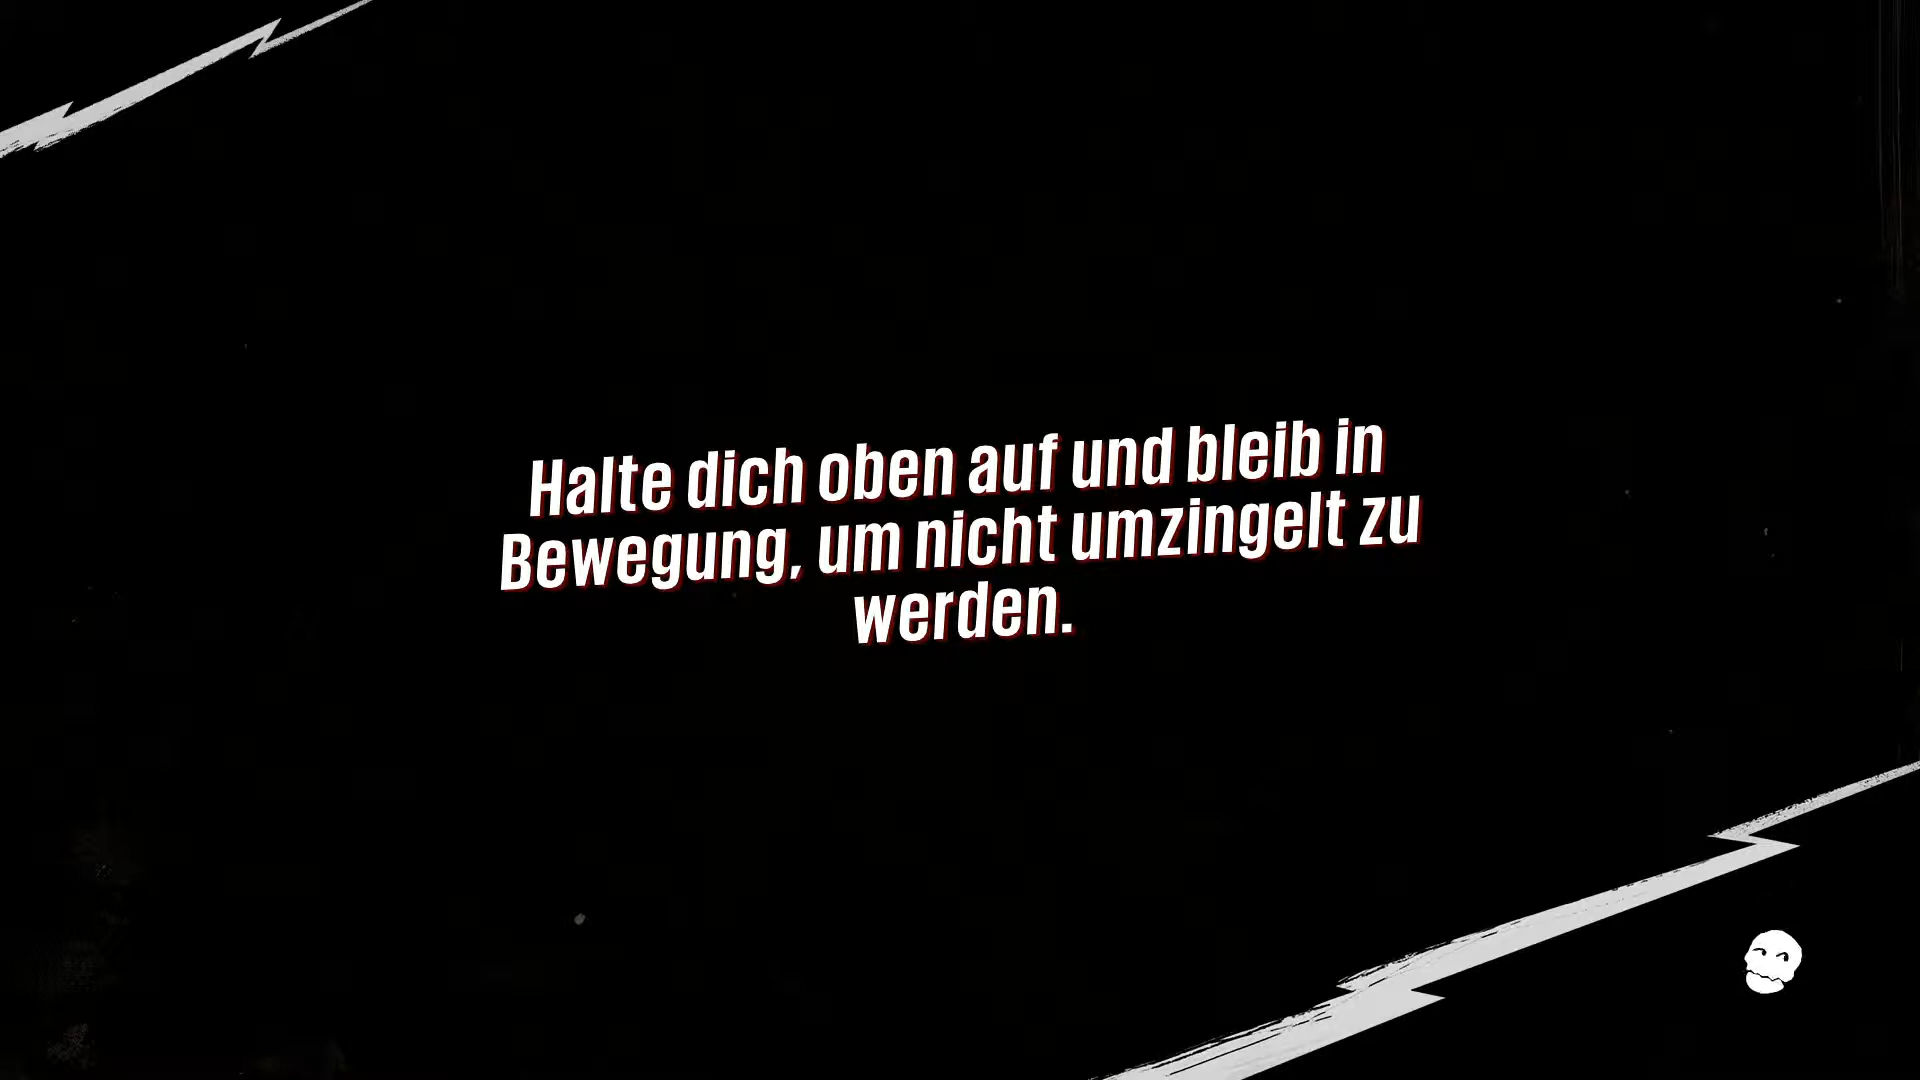 Halte dich oben auf und bleib in
Bewegung, um nicht umzingelt zu
werden.